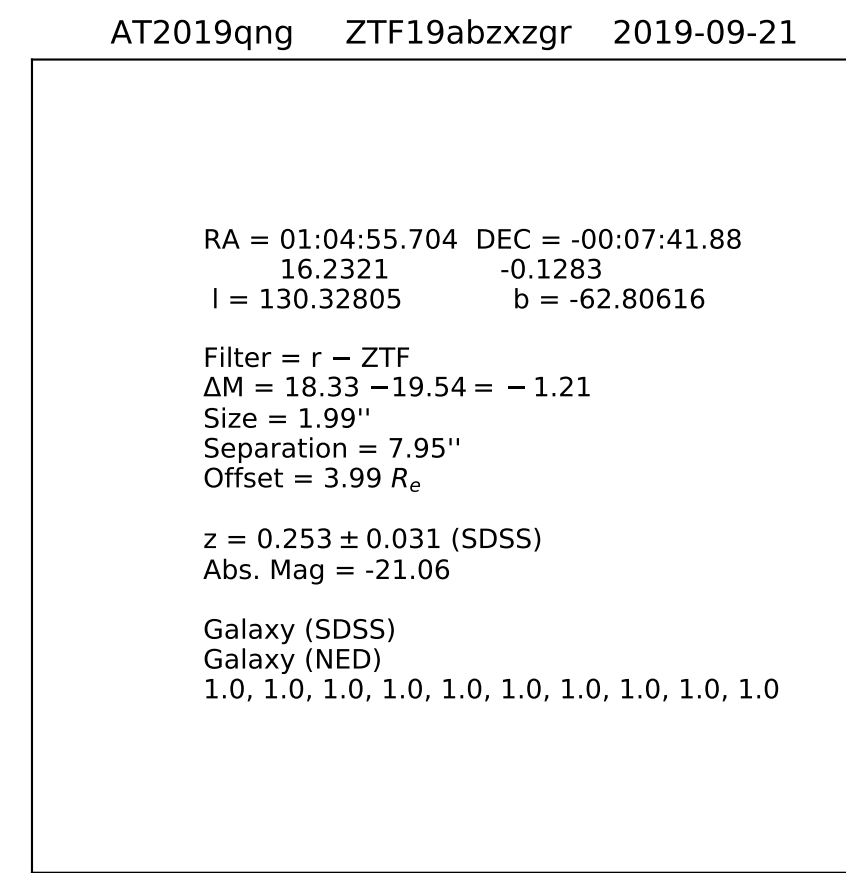 AT2019qng ZTF19abzxzgr 2019-09-21
RA = 01:04:55.704 DEC = -00:07:41.88
16.2321 -0.1283
l = 130.32805 b = -62.80616
Filter = r − ZTF
ΔM = 18.33 −19.54 = − 1.21
Size = 1.99''
Separation = 7.95''
Offset = 3.99 Rₑ
z = 0.253 ± 0.031 (SDSS)
Abs. Mag = -21.06
Galaxy (SDSS)
Galaxy (NED)
1.0, 1.0, 1.0, 1.0, 1.0, 1.0, 1.0, 1.0, 1.0, 1.0